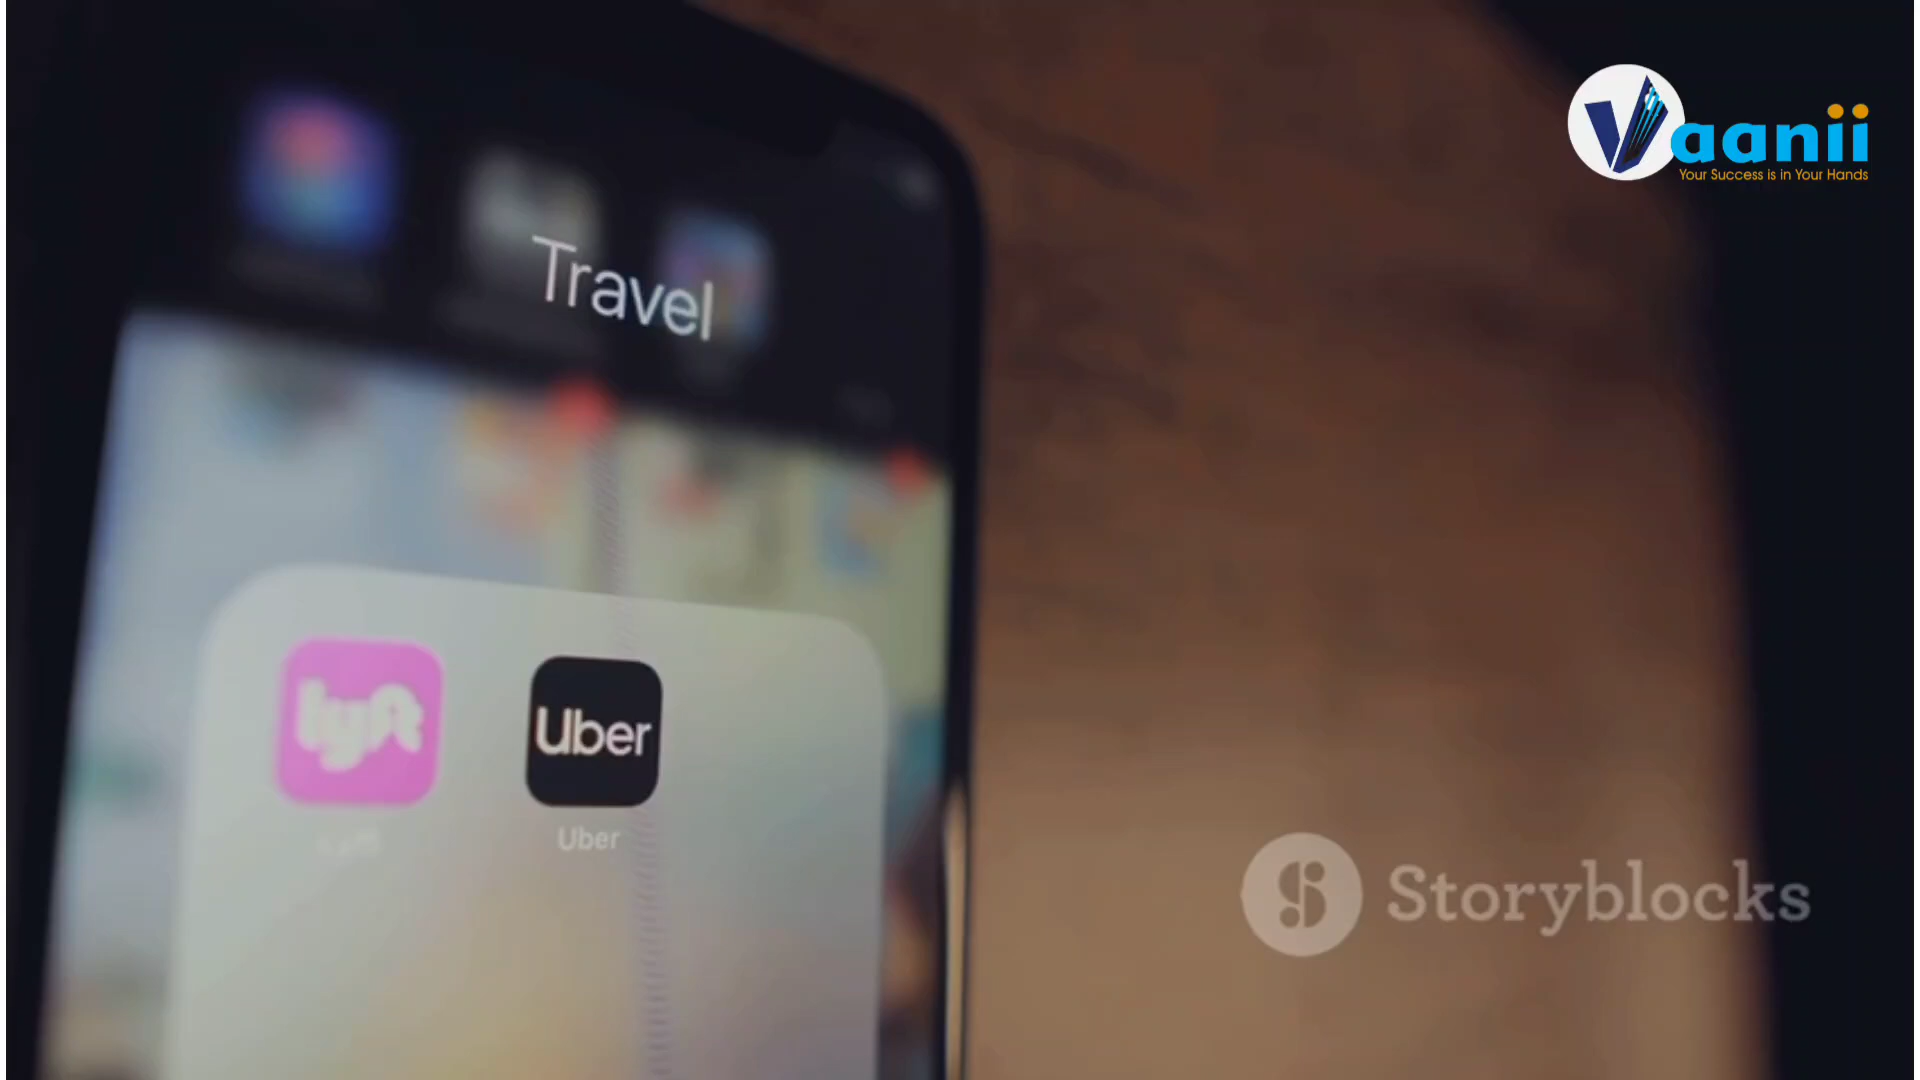 Vaanii
Your Success is in Your Hands
Travel
lyft
Uber
Uber
Storyblocks